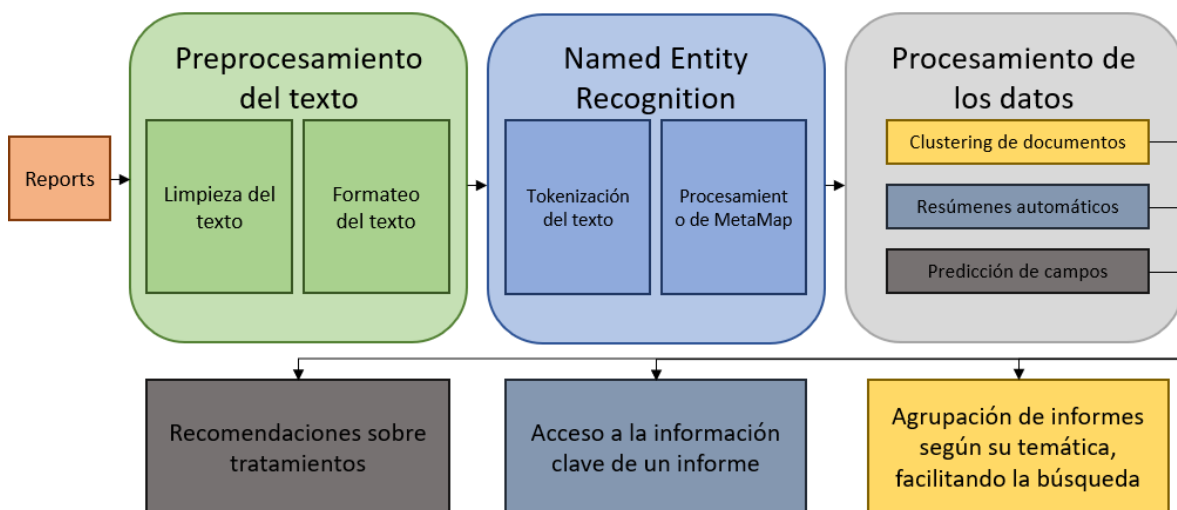 Reports
Preprocesamiento
del texto
Limpieza del
texto
Formateo
del texto
Named Entity
Recognition
Tokenización
del texto
Procesamient
o de MetaMap
Procesamiento de
los datos
Clustering de documentos
Resúmenes automáticos
Predicción de campos
Recomendaciones sobre
tratamientos
Acceso a la información
clave de un informe
Agrupación de informes
según su temática,
facilitando la búsqueda